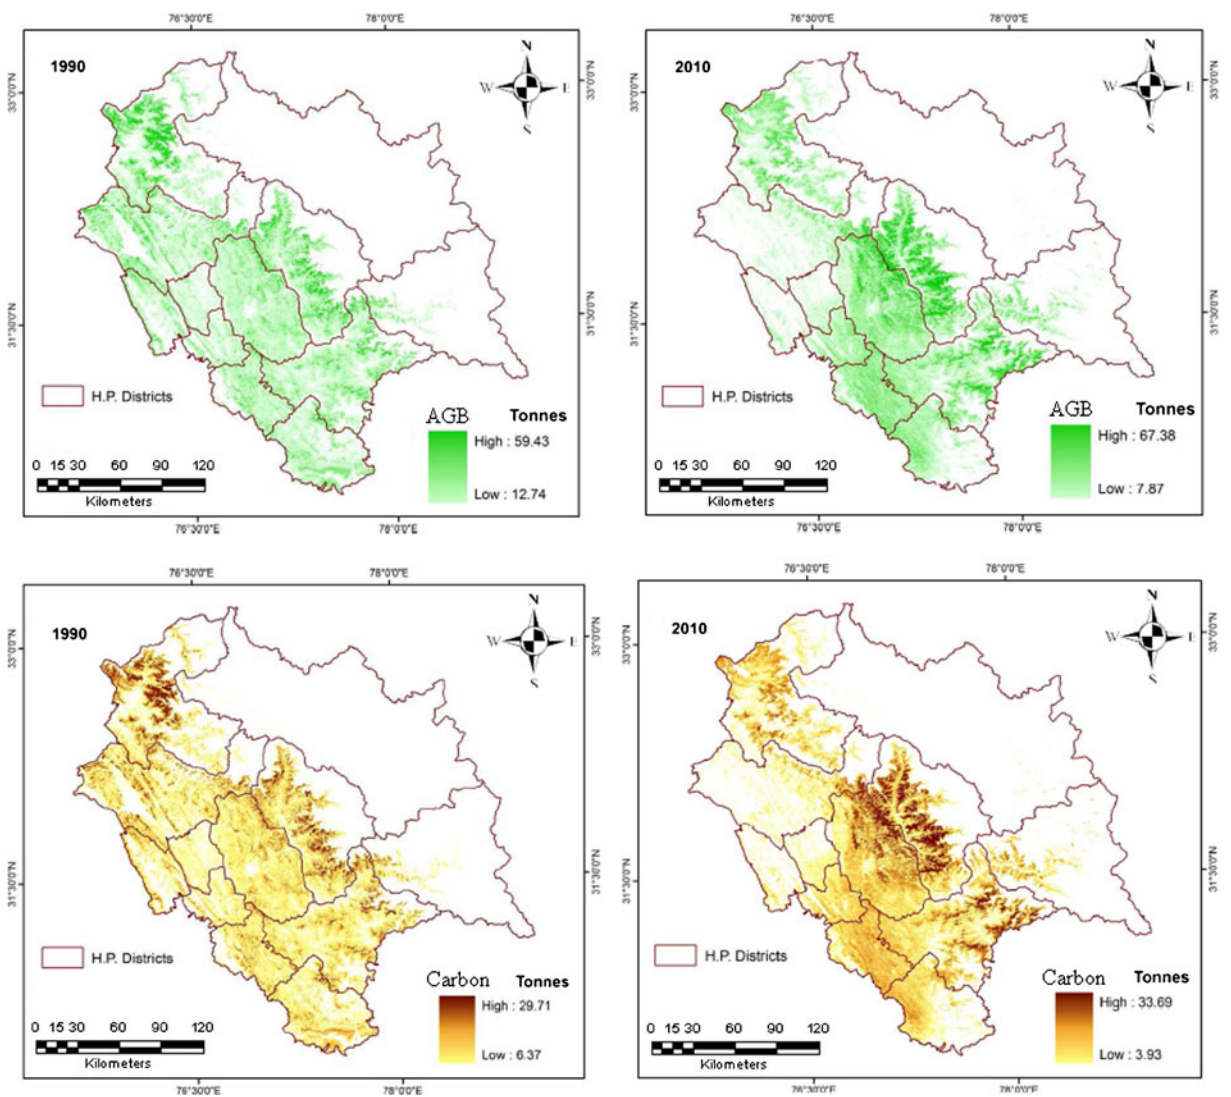 76°30'0"E 78°0'0"E
1990
N
W E
S
33°0'0"N
33°0'0"N
31°30'0"N
31°30'0"N
H.P. Districts
AGB Tonnes
High : 59.43
Low : 12.74
0 15 30 60 90 120
Kilometers
76°30'0"E 78°0'0"E
76°30'0"E 78°0'0"E
2010
N
W E
S
33°0'0"N
33°0'0"N
31°30'0"N
31°30'0"N
H.P. Districts
AGB Tonnes
High : 67.38
Low : 7.87
0 15 30 60 90 120
Kilometers
76°30'0"E 78°0'0"E
76°30'0"E 78°0'0"E
1990
N
W E
S
33°0'0"N
33°0'0"N
31°30'0"N
31°30'0"N
H.P. Districts
Carbon Tonnes
High : 29.71
Low : 6.37
0 15 30 60 90 120
Kilometers
76°30'0"E 78°0'0"E
76°30'0"E 78°0'0"E
2010
N
W E
S
33°0'0"N
33°0'0"N
31°30'0"N
31°30'0"N
H.P. Districts
Carbon Tonnes
High : 33.69
Low : 3.93
0 15 30 60 90 120
Kilometers
76°30'0"E 78°0'0"E